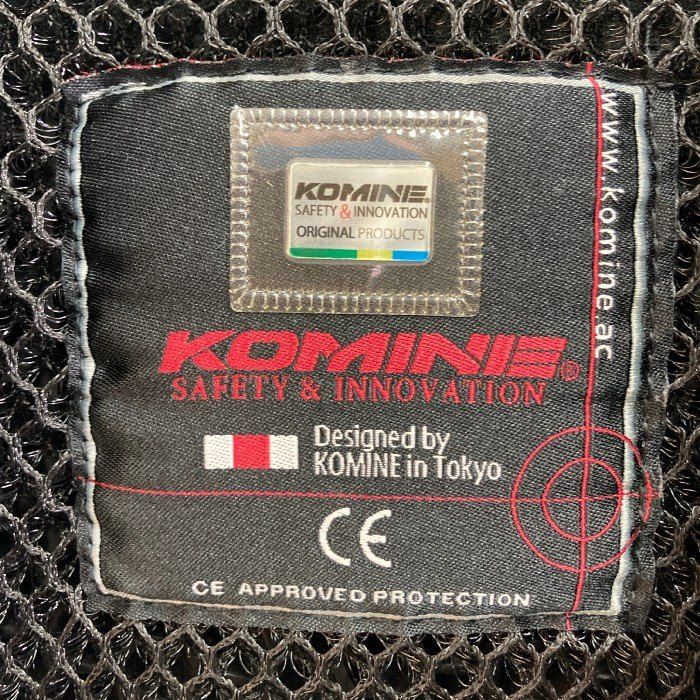 KOMINE®
SAFETY & INNOVATION
ORIGINAL PRODUCTS
www.komine.ac
KOMINE®
SAFETY & INNOVATION
Designed by
KOMINE in Tokyo
CE
CE APPROVED PROTECTION